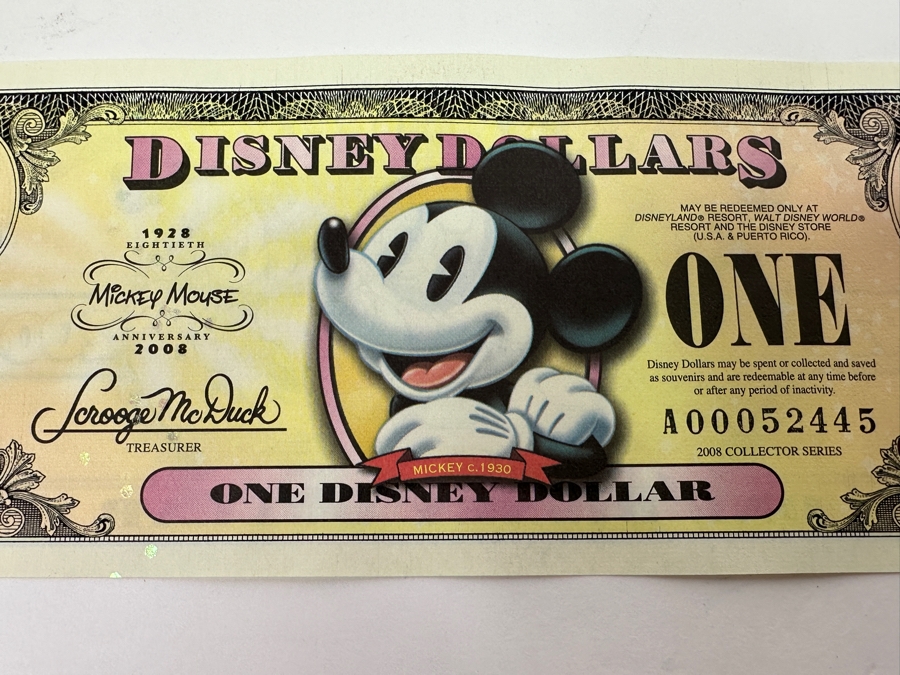 DISNEY DOLLARS
1928
EIGHTIETH
MICKEY MOUSE
ANNIVERSARY
2008
Scrooge McDuck
TREASURER
MAY BE REDEEMED ONLY AT
DISNEYLAND® RESORT, WALT DISNEY WORLD®
RESORT AND THE DISNEY STORE
(U.S.A. & PUERTO RICO).
ONE
Disney Dollars may be spent or collected and saved
as souvenirs and are redeemable at any time before
or after any period of inactivity.
A00052445
2008 COLLECTOR SERIES
MICKEY c.1930
ONE DISNEY DOLLAR